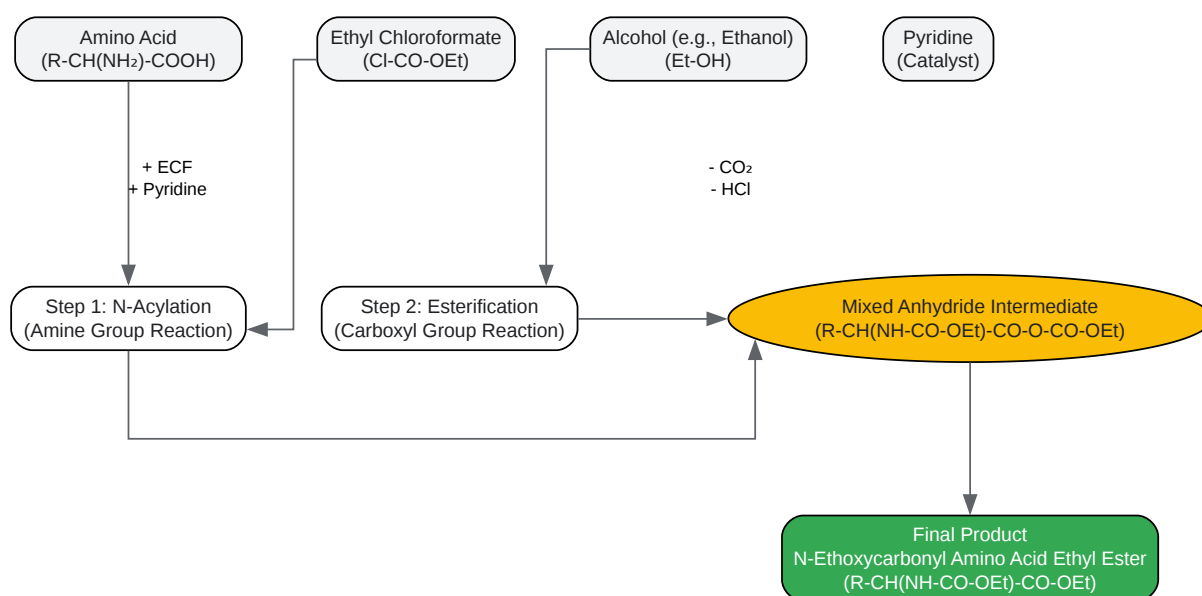 Amino Acid
(R-CH(NH₂)-COOH)
Ethyl Chloroformate
(Cl-CO-OEt)
Alcohol (e.g., Ethanol)
(Et-OH)
Pyridine
(Catalyst)
+ ECF
+ Pyridine
- CO₂
- HCl
Step 1: N-Acylation
(Amine Group Reaction)
Step 2: Esterification
(Carboxyl Group Reaction)
Mixed Anhydride Intermediate
(R-CH(NH-CO-OEt)-CO-O-CO-OEt)
Final Product
N-Ethoxycarbonyl Amino Acid Ethyl Ester
(R-CH(NH-CO-OEt)-CO-OEt)